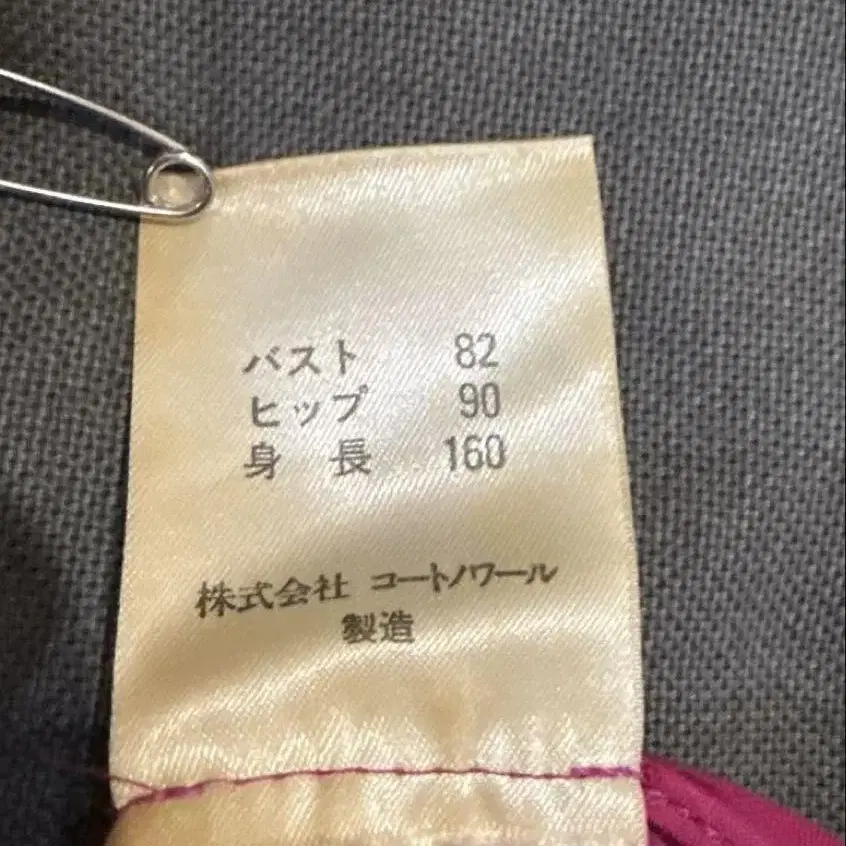 バスト 82
ヒップ 90
身 長 160
株式会社 コートノワール
製造